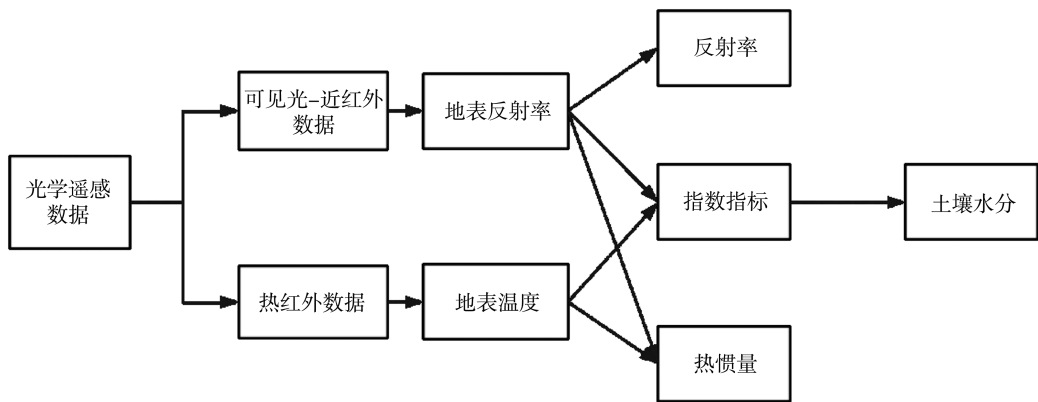 光学遥感
数据
可见光-近红外
数据
地表反射率
反射率
指数指标
土壤水分
热红外数据
地表温度
热惯量